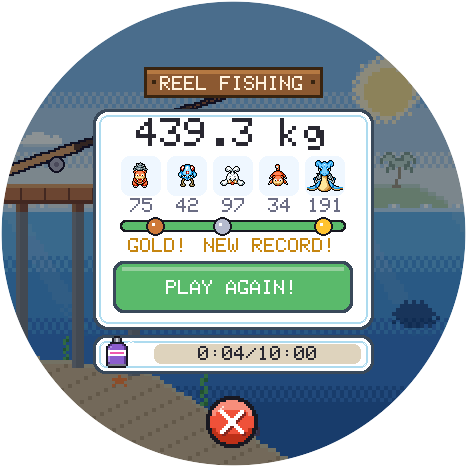 REEL FISHING
439.3 kg
75 42 97 34 191
GOLD! NEW RECORD!
PLAY AGAIN!
0:04/10:00